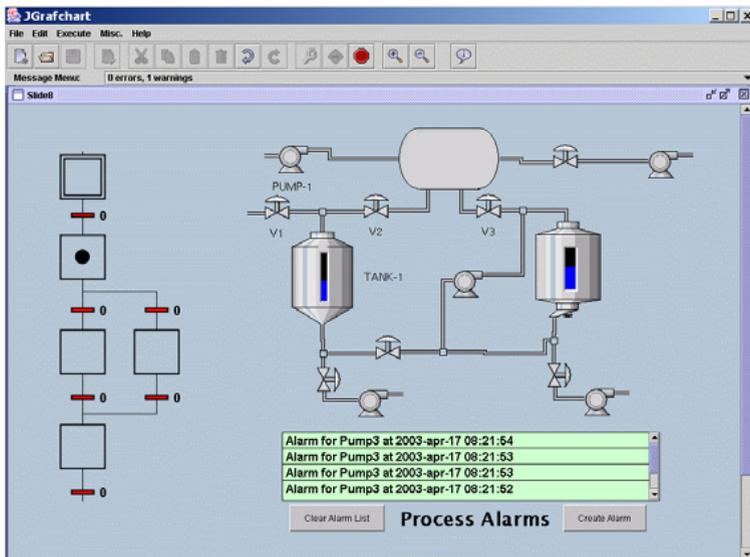 JGrafchart
File Edit Execute Misc. Help
Message Menu: 0 errors, 1 warnings
Slide8
PUMP-1
0
V1 V2 V3
TANK-1
0 0
0 0
0
Alarm for Pump3 at 2003-apr-17 08:21:54
Alarm for Pump3 at 2003-apr-17 08:21:53
Alarm for Pump3 at 2003-apr-17 08:21:53
Alarm for Pump3 at 2003-apr-17 08:21:52
Clear Alarm List Process Alarms Create Alarm